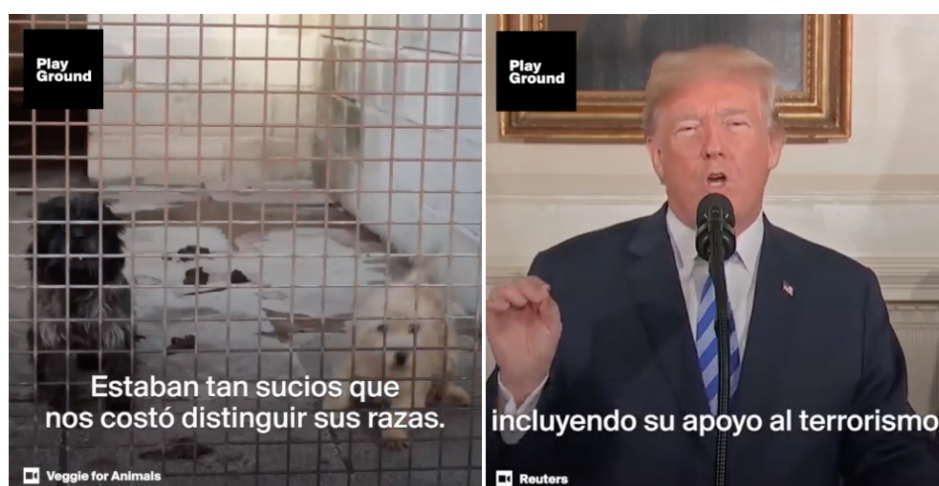 Play
Ground
Estaban tan sucios que
nos costó distinguir sus razas.
Veggie for Animals
Play
Ground
incluyendo su apoyo al terrorismo
Reuters